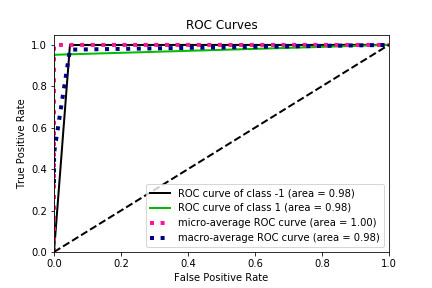 ROC Curves
True Positive Rate
1.0
0.8
0.6
0.4
0.2
0.0
ROC curve of class -1 (area = 0.98)
ROC curve of class 1 (area = 0.98)
micro-average ROC curve (area = 1.00)
macro-average ROC curve (area = 0.98)
0.0 0.2 0.4 0.6 0.8 1.0
False Positive Rate